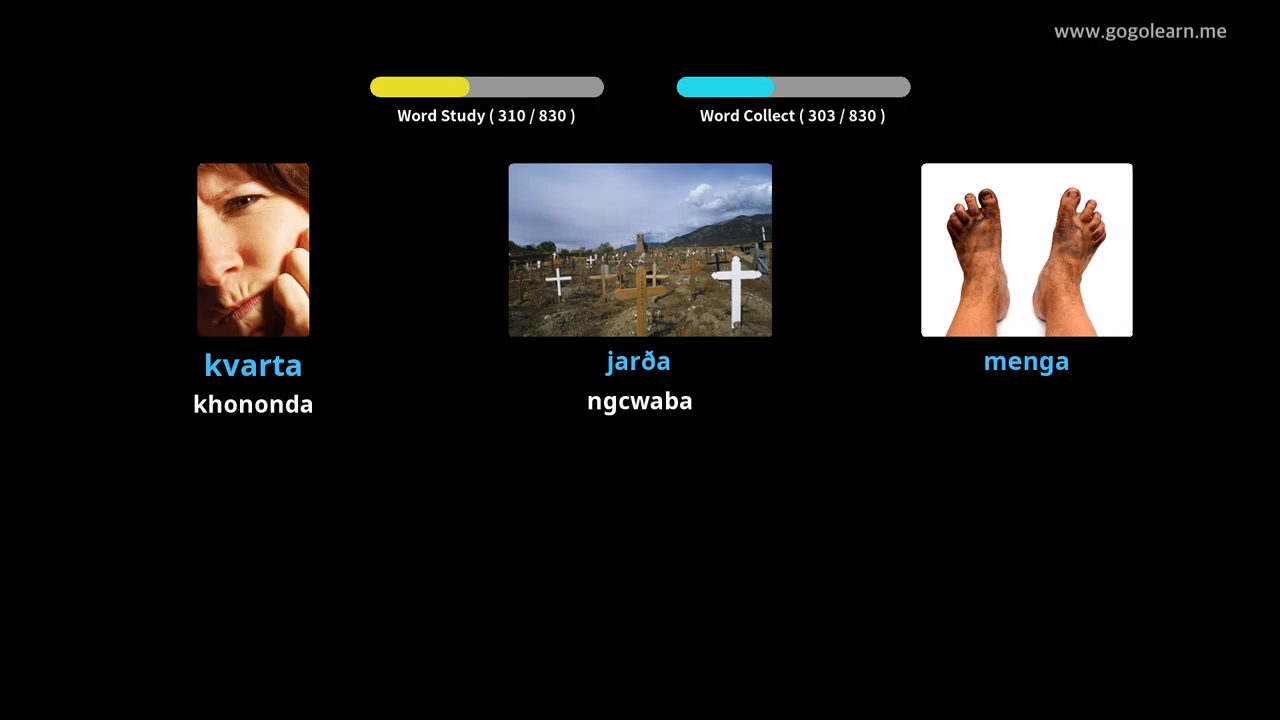 www.gogolearn.me
Word Study ( 310 / 830 )
Word Collect ( 303 / 830 )
kvarta
jarða
menga
khononda
ngcwaba